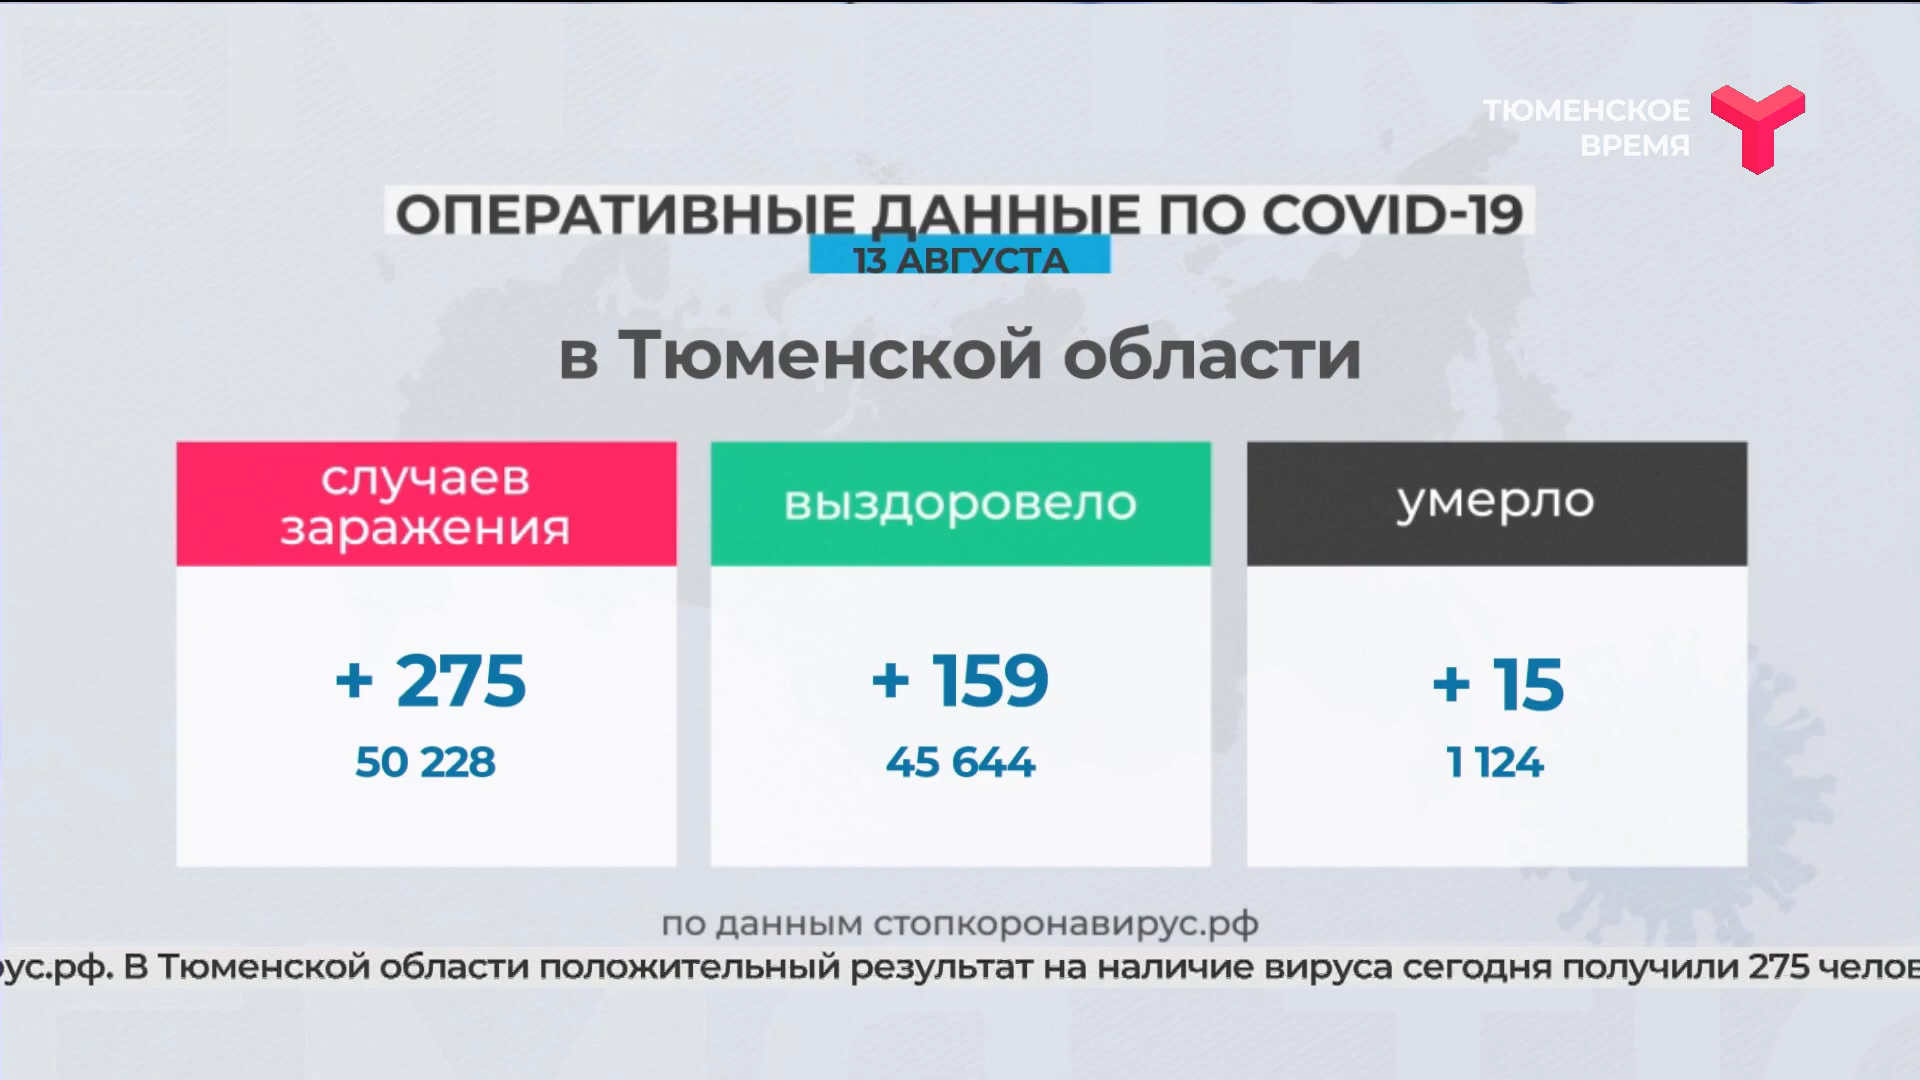 ТЮМЕНСКОЕ
ВРЕМЯ
ОПЕРАТИВНЫЕ ДАННЫЕ ПО COVID-19
13 АВГУСТА
в Тюменской области
случаев
заражения
+ 275
50 228
выздоровело
+ 159
45 644
умерло
+ 15
1 124
по данным стопкоронавирус.рф
рус.рф. В Тюменской области положительный результат на наличие вируса сегодня получили 275 челов